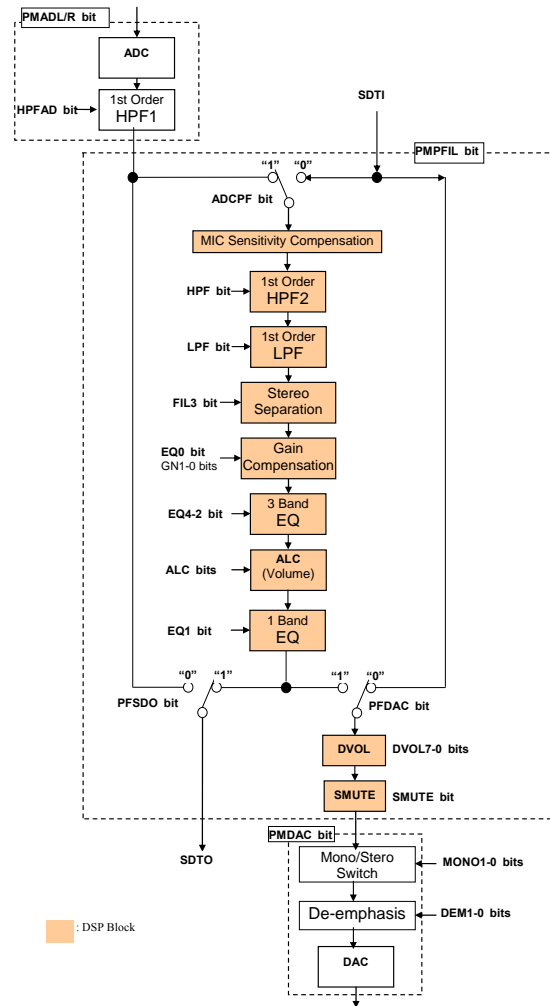 PMADL/R bit
ADC
HPFAD bit
1st Order
HPF1
SDTI
PMPFIL bit
“1” “0”
ADCPF bit
MIC Sensitivity Compensation
HPF bit
1st Order
HPF2
LPF bit
1st Order
LPF
FIL3 bit
Stereo
Separation
EQ0 bit
GN1-0 bits
Gain
Compensation
EQ4-2 bit
3 Band
EQ
ALC bits
ALC
(Volume)
EQ1 bit
1 Band
EQ
“0” “1”
PFSDO bit
“1” “0”
PFDAC bit
DVOL
DVOL7-0 bits
SMUTE
SMUTE bit
SDTO
PMDAC bit
Mono/Stero
Switch
MONO1-0 bits
De-emphasis
DEM1-0 bits
DAC
: DSP Block